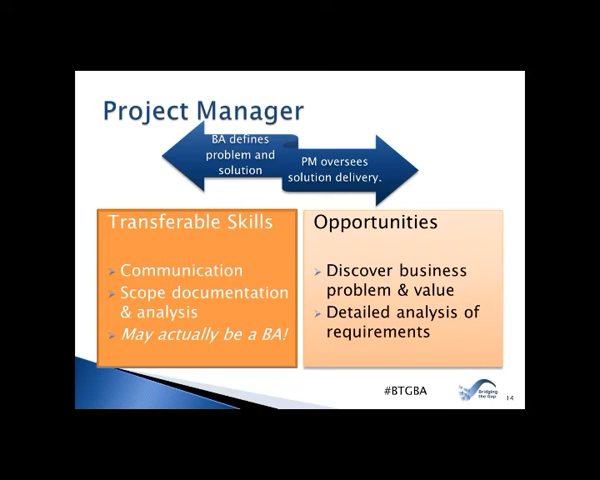 Project Manager
BA defines
problem and
solution
PM oversees
solution delivery.
Transferable Skills
Communication
Scope documentation
& analysis
May actually be a BA!
Opportunities
Discover business
problem & value
Detailed analysis of
requirements
#BTGBA
Bridging
the Gap
14